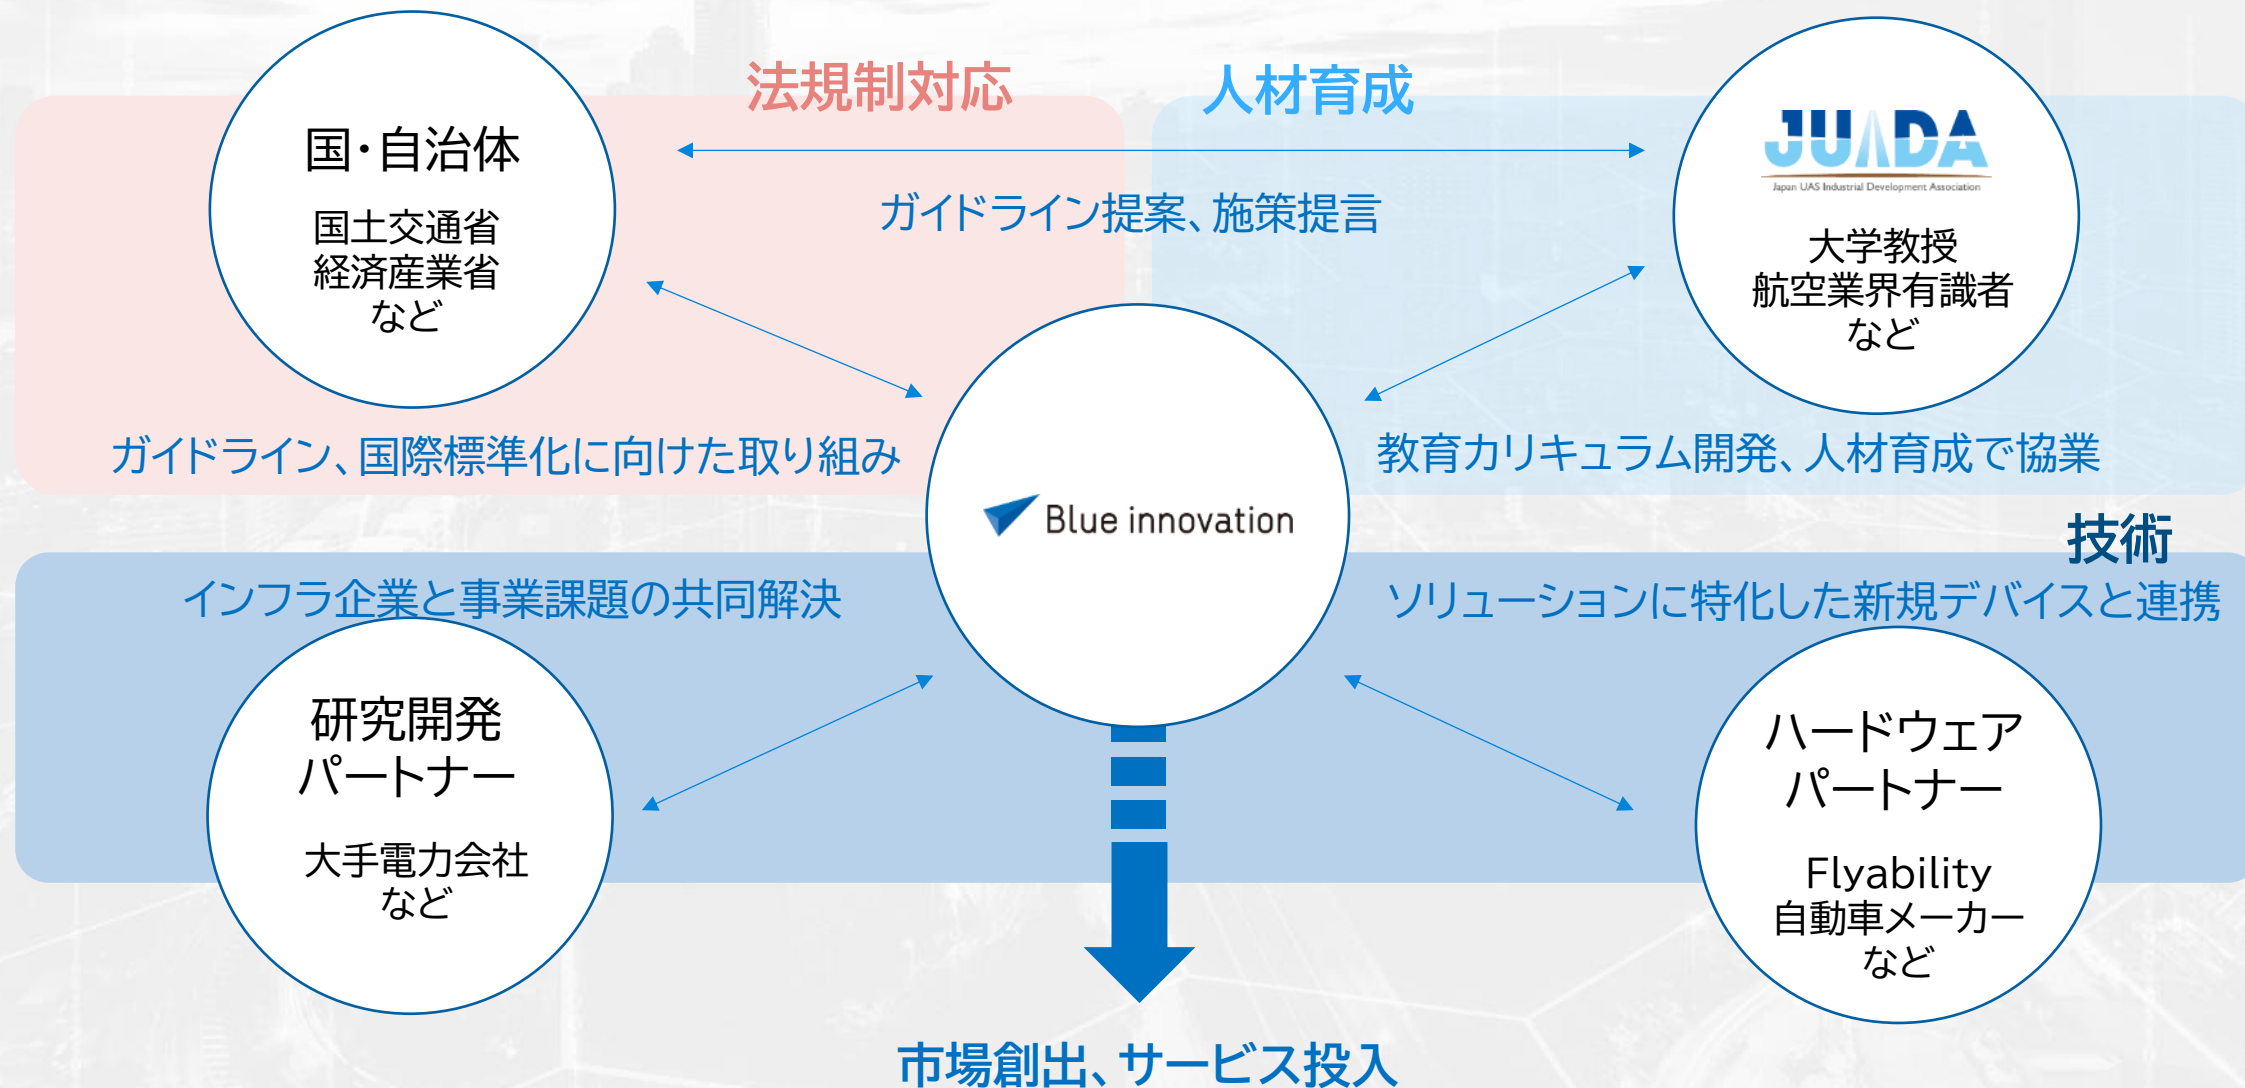 法規制対応
人材育成
国・自治体
国土交通省
経済産業省
など
JUIDA
Japan UAS Industrial Development Association
大学教授
航空業界有識者
など
ガイドライン提案、施策提言
ガイドライン、国際標準化に向けた取り組み
教育カリキュラム開発、人材育成で協業
Blue innovation
技術
インフラ企業と事業課題の共同解決
ソリューションに特化した新規デバイスと連携
研究開発
パートナー
大手電力会社
など
ハードウェア
パートナー
Flyability
自動車メーカー
など
市場創出、サービス投入